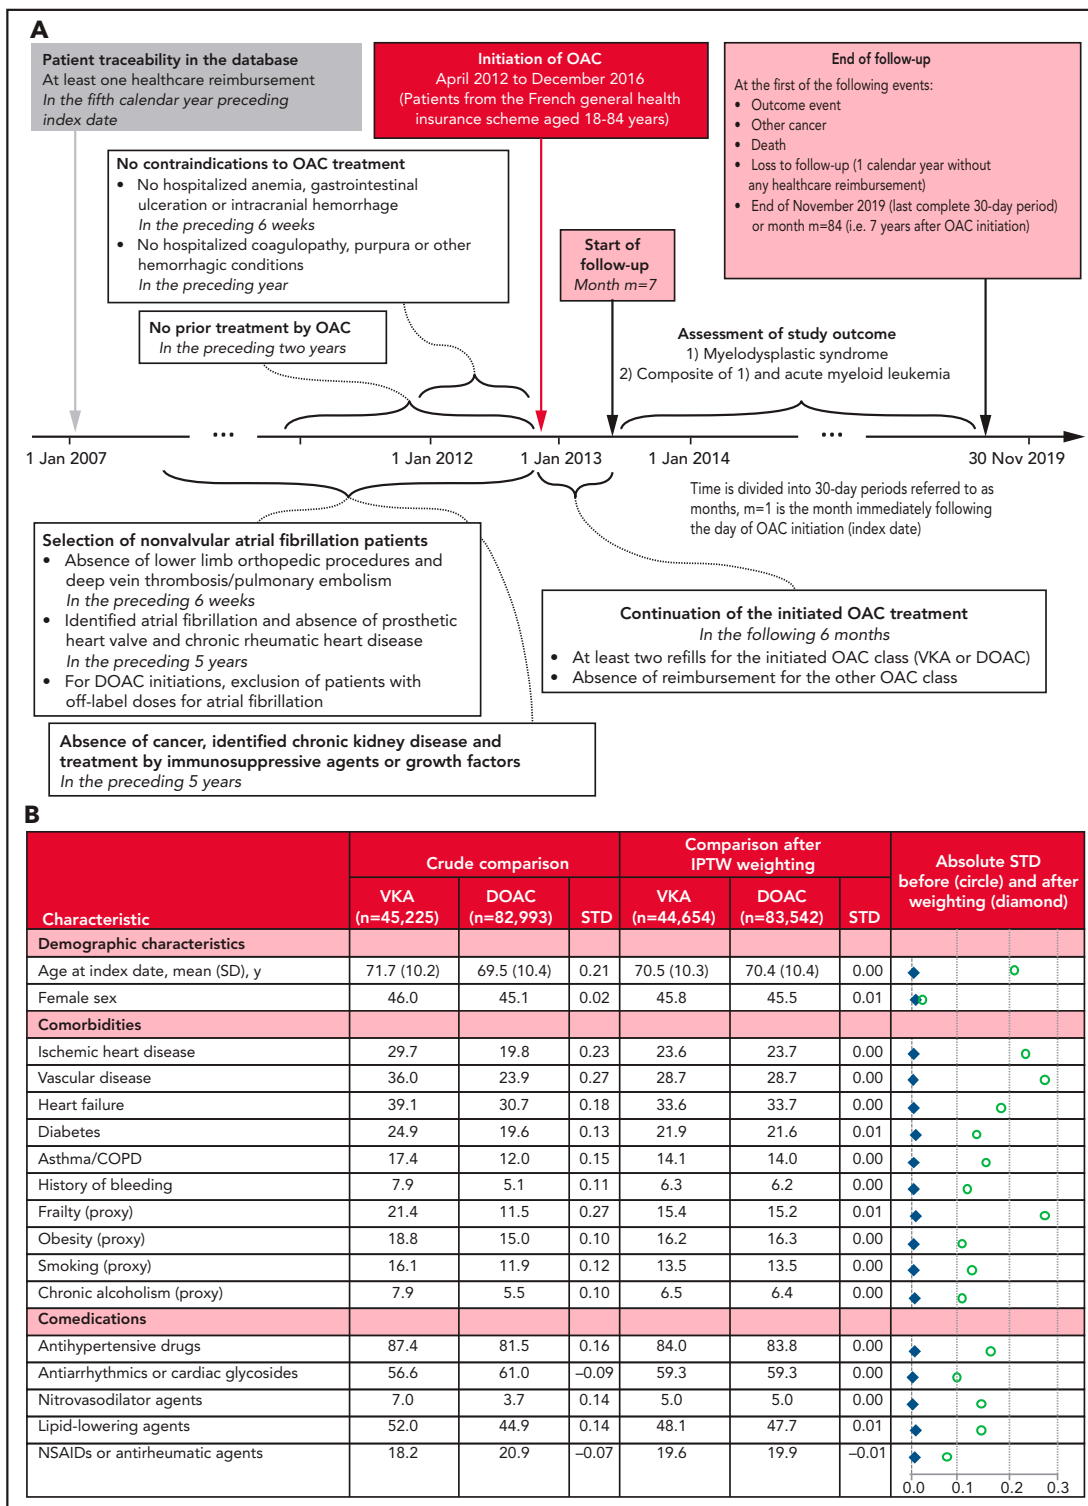 A
Patient traceability in the database
At least one healthcare reimbursement
In the fifth calendar year preceding
index date
Initiation of OAC
April 2012 to December 2016
(Patients from the French general health
insurance scheme aged 18-84 years)
End of follow-up
At the first of the following events:
• Outcome event
• Other cancer
• Death
• Loss to follow-up (1 calendar year without
any healthcare reimbursement)
• End of November 2019 (last complete 30-day period)
or month m=84 (i.e. 7 years after OAC initiation)
No contraindications to OAC treatment
• No hospitalized anemia, gastrointestinal
ulceration or intracranial hemorrhage
In the preceding 6 weeks
• No hospitalized coagulopathy, purpura or other
hemorrhagic conditions
In the preceding year
Start of
follow-up
Month m=7
No prior treatment by OAC
In the preceding two years
Assessment of study outcome
1) Myelodysplastic syndrome
2) Composite of 1) and acute myeloid leukemia
... ...
1 Jan 2007 1 Jan 2012 1 Jan 2013 1 Jan 2014 30 Nov 2019
Time is divided into 30-day periods referred to as
months, m=1 is the month immediately following
the day of OAC initiation (index date)
Selection of nonvalvular atrial fibrillation patients
• Absence of lower limb orthopedic procedures and
deep vein thrombosis/pulmonary embolism
In the preceding 6 weeks
• Identified atrial fibrillation and absence of prosthetic
heart valve and chronic rheumatic heart disease
In the preceding 5 years
• For DOAC initiations, exclusion of patients with
off-label doses for atrial fibrillation
Continuation of the initiated OAC treatment
In the following 6 months
• At least two refills for the initiated OAC class (VKA or DOAC)
• Absence of reimbursement for the other OAC class
Absence of cancer, identified chronic kidney disease and
treatment by immunosuppressive agents or growth factors
In the preceding 5 years
B
Characteristic
Crude comparison
Comparison after
IPTW weighting
Absolute STD
before (circle) and after
weighting (diamond)
VKA
(n=45,225)
DOAC
(n=82,993)
STD
VKA
(n=44,654)
DOAC
(n=83,542)
STD
Demographic characteristics
Age at index date, mean (SD), y 71.7 (10.2) 69.5 (10.4) 0.21 70.5 (10.3) 70.4 (10.4) 0.00
Female sex 46.0 45.1 0.02 45.8 45.5 0.01
Comorbidities
Ischemic heart disease 29.7 19.8 0.23 23.6 23.7 0.00
Vascular disease 36.0 23.9 0.27 28.7 28.7 0.00
Heart failure 39.1 30.7 0.18 33.6 33.7 0.00
Diabetes 24.9 19.6 0.13 21.9 21.6 0.01
Asthma/COPD 17.4 12.0 0.15 14.1 14.0 0.00
History of bleeding 7.9 5.1 0.11 6.3 6.2 0.00
Frailty (proxy) 21.4 11.5 0.27 15.4 15.2 0.01
Obesity (proxy) 18.8 15.0 0.10 16.2 16.3 0.00
Smoking (proxy) 16.1 11.9 0.12 13.5 13.5 0.00
Chronic alcoholism (proxy) 7.9 5.5 0.10 6.5 6.4 0.00
Comedications
Antihypertensive drugs 87.4 81.5 0.16 84.0 83.8 0.00
Antiarrhythmics or cardiac glycosides 56.6 61.0 –0.09 59.3 59.3 0.00
Nitrovasodilator agents 7.0 3.7 0.14 5.0 5.0 0.00
Lipid-lowering agents 52.0 44.9 0.14 48.1 47.7 0.01
NSAIDs or antirheumatic agents 18.2 20.9 –0.07 19.6 19.9 –0.01
0.0 0.1 0.2 0.3